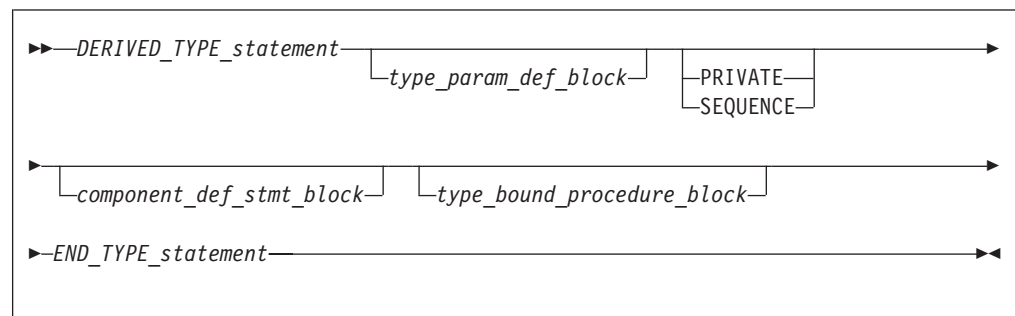 DERIVED_TYPE_statement
type_param_def_block
PRIVATE
SEQUENCE
component_def_stmt_block
type_bound_procedure_block
END_TYPE_statement